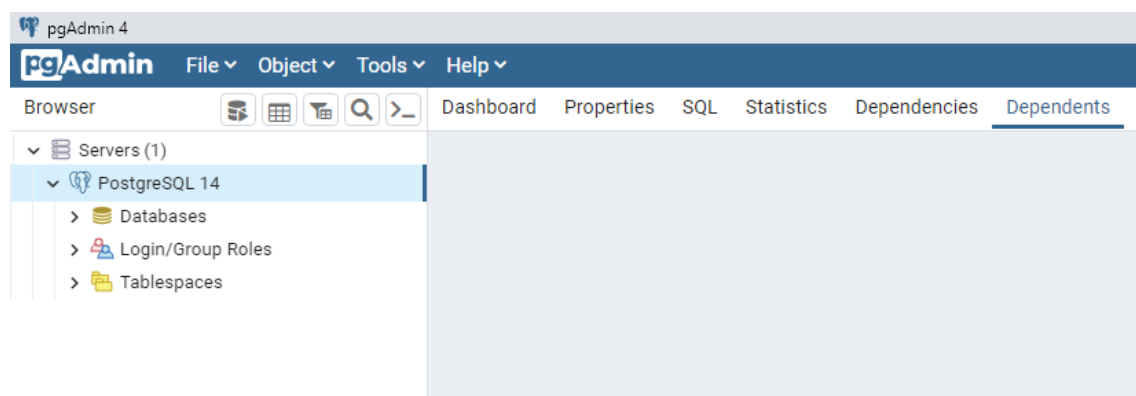 pgAdmin 4
pgAdmin File Object Tools Help
Browser Dashboard Properties SQL Statistics Dependencies Dependents
Servers (1)
PostgreSQL 14
Databases
Login/Group Roles
Tablespaces